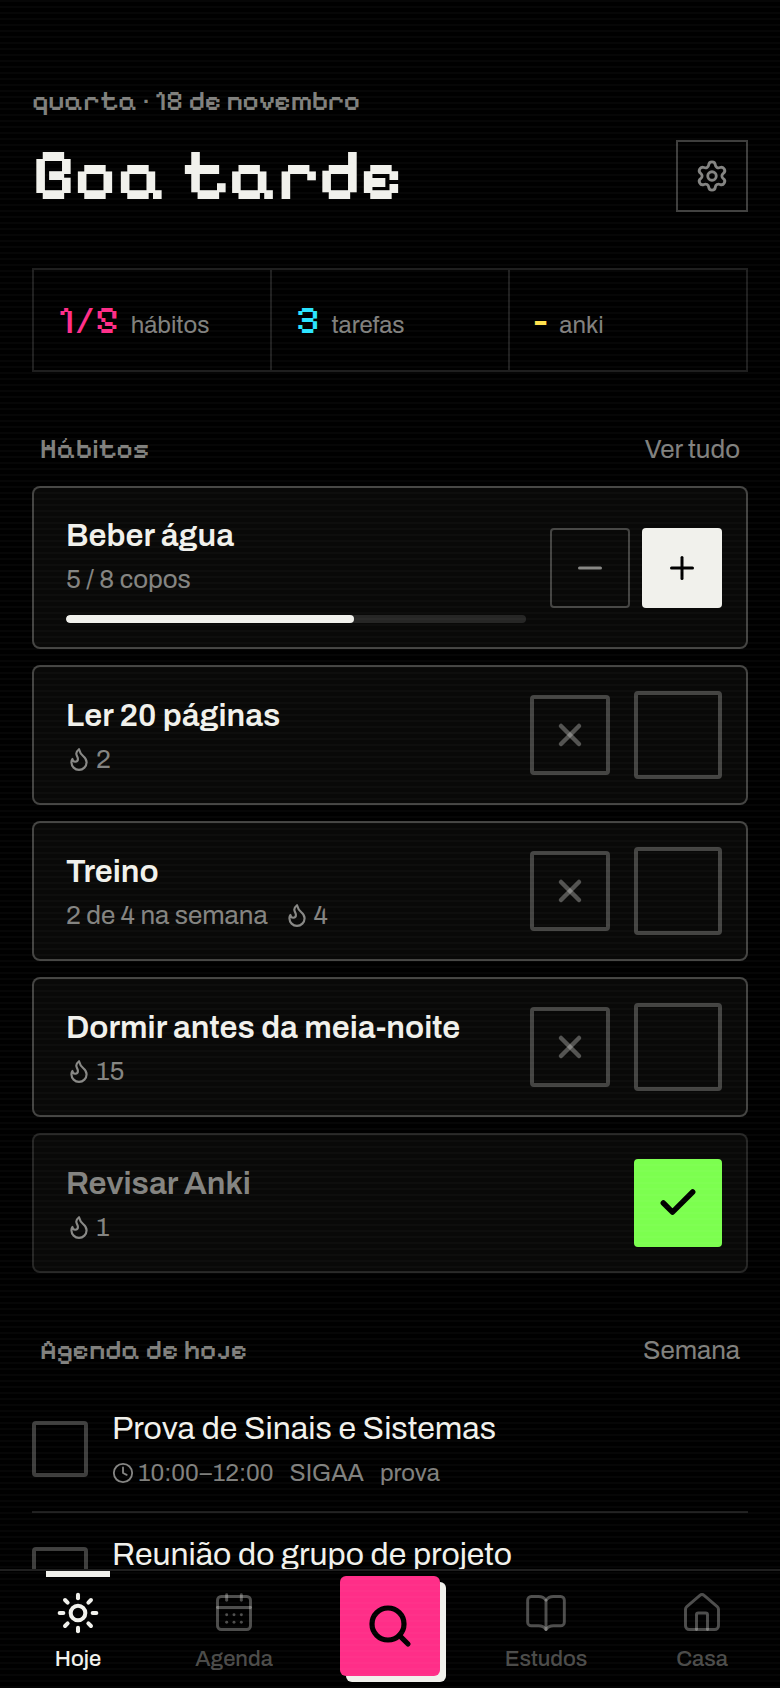 quarta · 18 de novembro
Boa tarde
1/8 hábitos
3 tarefas
- anki
Hábitos
Ver tudo
Beber água
5 / 8 copos
Ler 20 páginas
2
Treino
2 de 4 na semana 4
Dormir antes da meia-noite
15
Revisar Anki
1
Agenda de hoje
Semana
Prova de Sinais e Sistemas
10:00–12:00 SIGAA prova
Reunião do grupo de projeto
Hoje
Agenda
Estudos
Casa